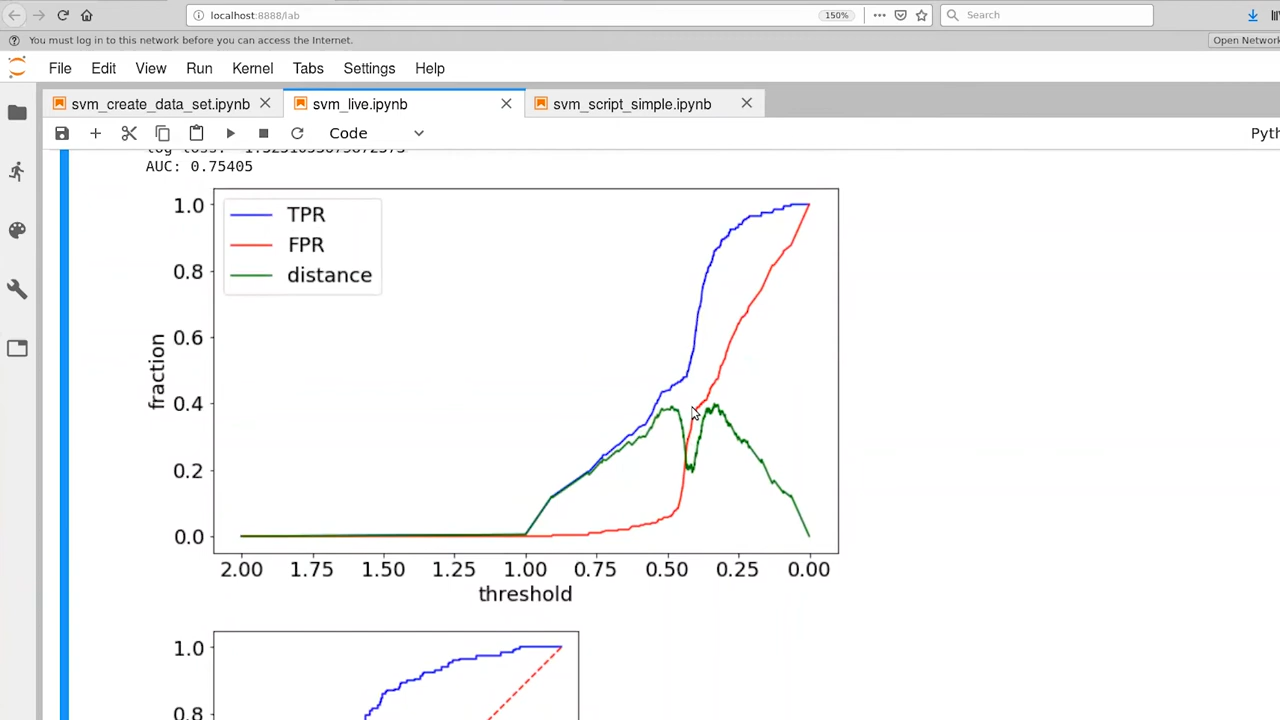 localhost:8888/lab
150%
Search
You must log in to this network before you can access the Internet.
Open Network
File Edit View Run Kernel Tabs Settings Help
svm_create_data_set.ipynb
svm_live.ipynb
svm_script_simple.ipynb
Code
Pyth
AUC: 0.75405
TPR
FPR
distance
1.0
0.8
0.6
0.4
0.2
0.0
fraction
2.00 1.75 1.50 1.25 1.00 0.75 0.50 0.25 0.00
threshold
1.0
0.8